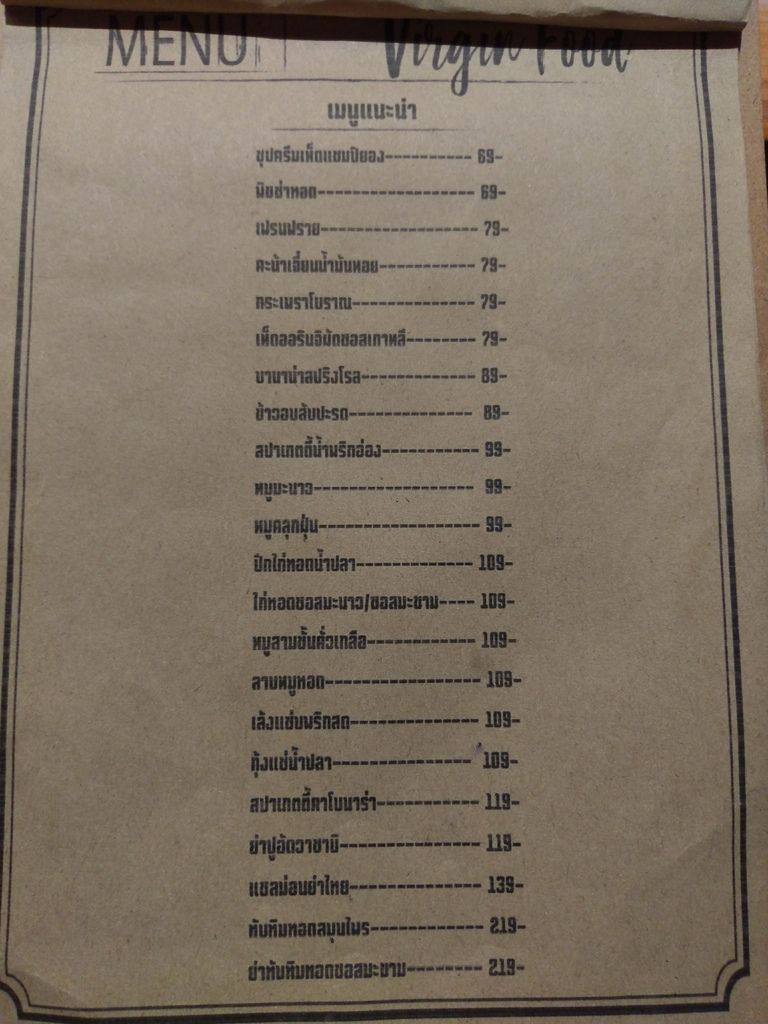 MENU Virgin Food
เมนูแนะนำ
ซุปครีมเห็ดแชมปิยอง---------- 69-
นิชช่าทอด------------------- 69-
เฟรนฟราย------------------- 79-
คะน้าเจี๋ยนน้ำมันหอย----------- 79-
กระเพราโบราณ--------------- 79-
เห็ดออรินจิผัดซอสเกาหลี-------- 79-
บานาน่าสปริงโรล-------------- 89-
ข้าวอบสับปะรด--------------- 89-
สปาเกตตี้น้ำพริกอ่อง----------- 99-
หมูมะนาว------------------- 99-
หมูคลุกฝุ่น------------------- 99-
ปีกไก่ทอดน้ำปลา-------------- 109-
ไก่ทอดซอสมะนาว/ซอสมะขาม---- 109-
หมูสามชั้นคั่วเกลือ------------- 109-
ลาบหมูทอด------------------ 109-
เล้งแซ่บพริกสด--------------- 109-
กุ้งแช่น้ำปลา----------------- 109-
สปาเกตตี้คาโบนาร่า------------ 119-
ยำปูอัดวาซาบิ---------------- 119-
แซลม่อนยำไทย--------------- 139-
ทับทิมทอดสมุนไพร------------- 219-
ยำทับทิมทอดซอสมะขาม-------- 219-